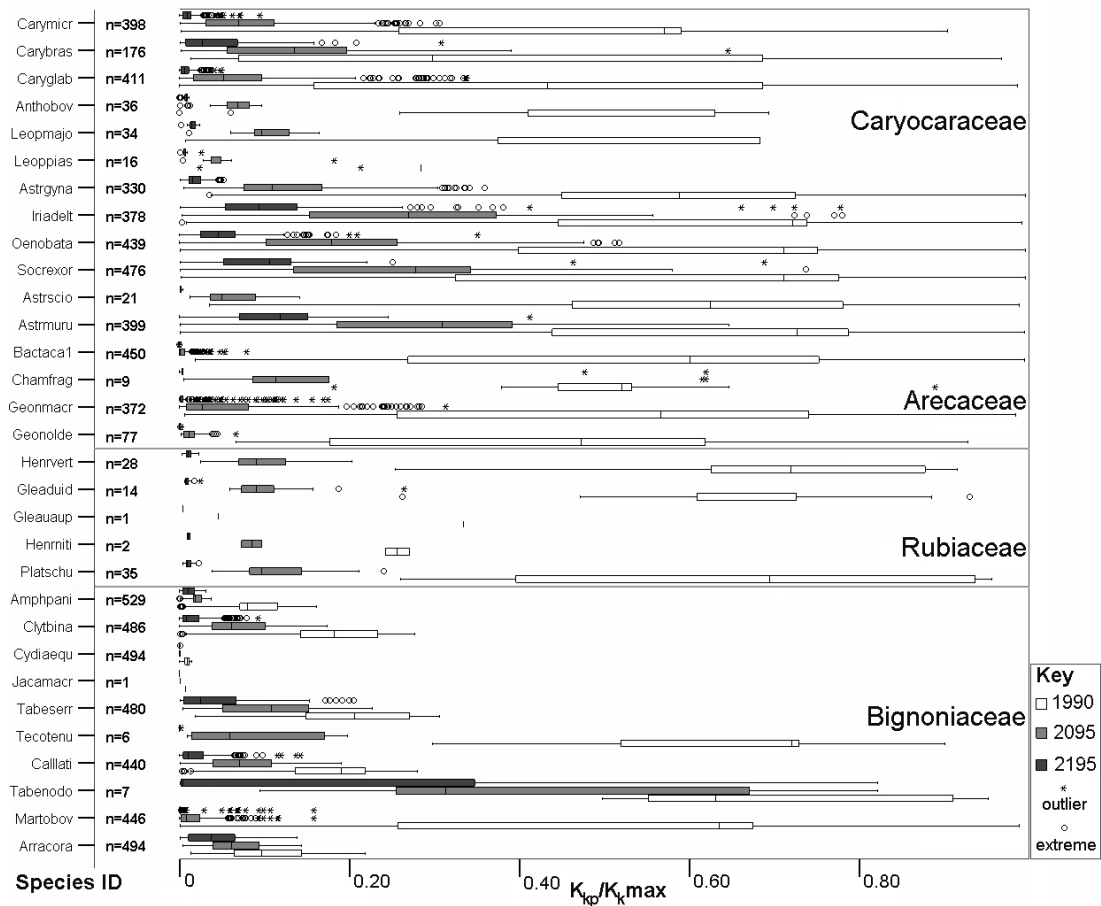 Carymicr n=398
Carybras n=176
Caryglab n=411
Anthobov n=36
Caryocaraceae
Leopmajo n=34
Leoppias n=16
Astrgyna n=330
Iriadelt n=378
Oenobata n=439
Socrexor n=476
Astrscio n=21
Astrmuru n=399
Bactaca1 n=450
Chamfrag n=9
Arecaceae
Geonmacr n=372
Geonolde n=77
Henrvert n=28
Gleaduid n=14
Gleauaup n=1
Henrniti n=2
Rubiaceae
Platschu n=35
Amphpani n=529
Clytbina n=486
Cydiaequ n=494
Jacamacr n=1
Tabeserr n=480
Bignoniaceae
Tecotenu n=6
Calllati n=440
Tabenodo n=7
Martobov n=446
Arracora n=494
Key
1990
2095
2195
* outlier
○ extreme
Species ID
0 0.20 0.40 0.60 0.80
Kkp/Kkmax